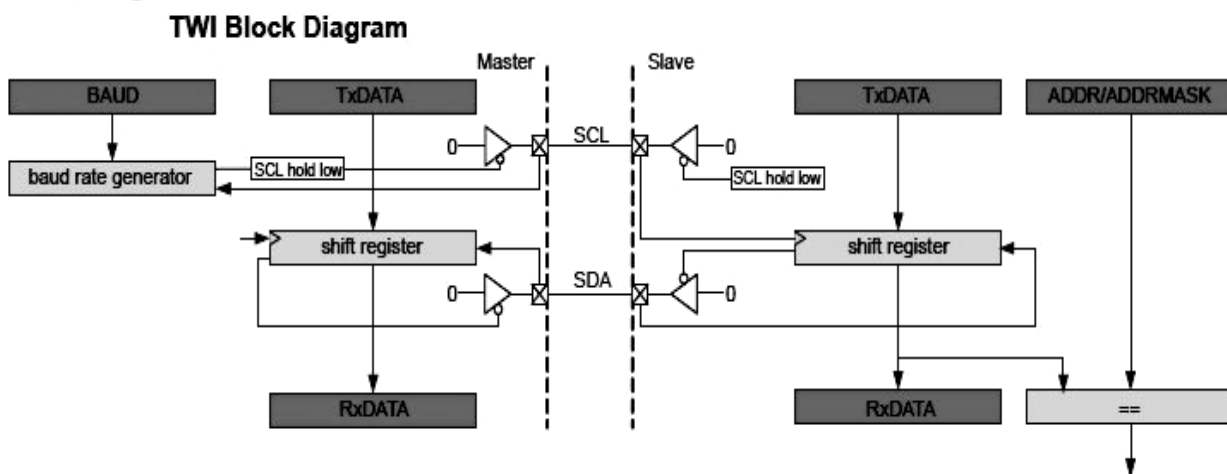 TWI Block Diagram
Master Slave
BAUD TxDATA TxDATA ADDR/ADDRMASK
0 SCL 0
baud rate generator SCL hold low SCL hold low
shift register shift register
0 SDA 0
RxDATA RxDATA ==